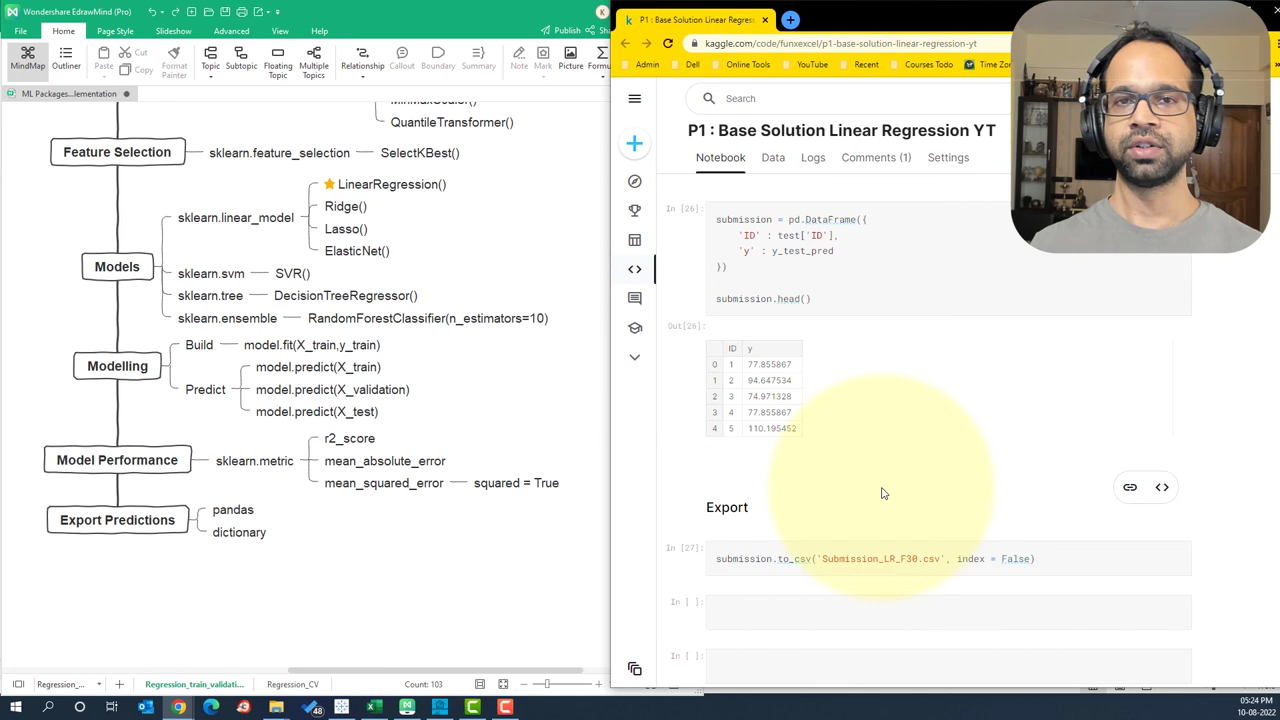 Wondershare EdrawMind (W...
K
File
Home
Page Style
Slideshow
Advanced
View
Help
Publish
MindMap
Outliner
Paste
Cut
Copy
Format Painter
Topic
Subtopic
Floating Topic
Multiple Topics
Relationship
Callout
Boundary
Summary
Note
Mark
Picture
ML Packages...lementation
QuantileTransformer()
Feature Selection
sklearn.feature_selection
SelectKBest()
Models
sklearn.linear_model
LinearRegression()
Ridge()
Lasso()
ElasticNet()
sklearn.svm
SVR()
sklearn.tree
DecisionTreeRegressor()
sklearn.ensemble
RandomForestClassifier(n_estimators=10)
Modelling
Build
model.fit(X_train,y_train)
Predict
model.predict(X_train)
model.predict(X_validation)
model.predict(X_test)
Model Performance
sklearn.metric
r2_score
mean_absolute_error
mean_squared_error
squared = True
Export Predictions
pandas
dictionary
Regression_...
Regression_train_validati...
Regression_CV
Count: 103
P1 : Base Solution Linear Regress
kaggle.com/code/funxexcel/p1-base-solution-linear-regression-yt
Admin
Dell
Online Tools
YouTube
Recent
Courses Todo
Time Zon
Search
P1 : Base Solution Linear Regression YT
Notebook
Data
Logs
Comments (1)
Settings
In [26]:
submission = pd.DataFrame({
'ID' : test['ID'],
'y' : y_test_pred
})
submission.head()
Out[26]:
ID y
0 1 77.855867
1 2 94.647534
2 3 74.971328
3 4 77.855867
4 5 110.195452
Export
In [27]:
submission.to_csv('Submission_LR_F30.csv', index = False)
In [ ]:
In [ ]:
05:24 PM
10-08-2022